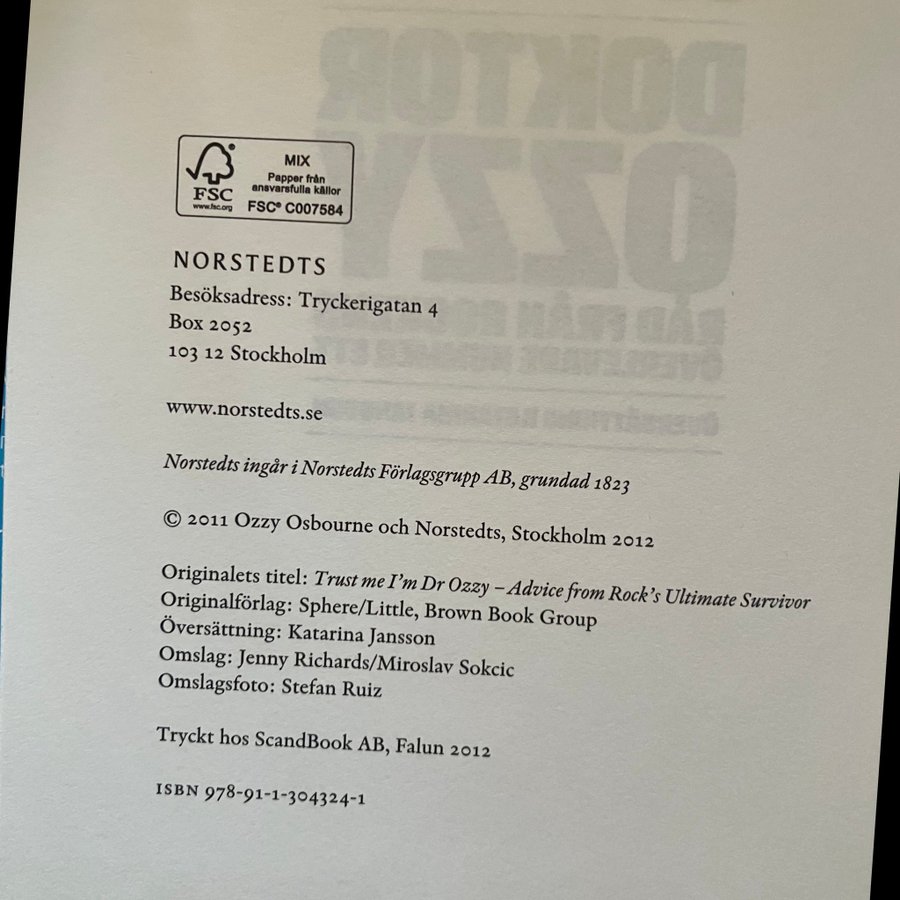 FSC
www.fsc.org
MIX
Papper från
ansvarsfulla källor
FSC® C007584
NORSTEDTS
Besöksadress: Tryckerigatan 4
Box 2052
103 12 Stockholm
www.norstedts.se
Norstedts ingår i Norstedts Förlagsgrupp AB, grundad 1823
© 2011 Ozzy Osbourne och Norstedts, Stockholm 2012
Originalets titel: Trust me I'm Dr Ozzy – Advice from Rock's Ultimate Survivor
Originalförlag: Sphere/Little, Brown Book Group
Översättning: Katarina Jansson
Omslag: Jenny Richards/Miroslav Sokcic
Omslagsfoto: Stefan Ruiz
Tryckt hos ScandBook AB, Falun 2012
ISBN 978-91-1-304324-1
DOKTOR
OZZY